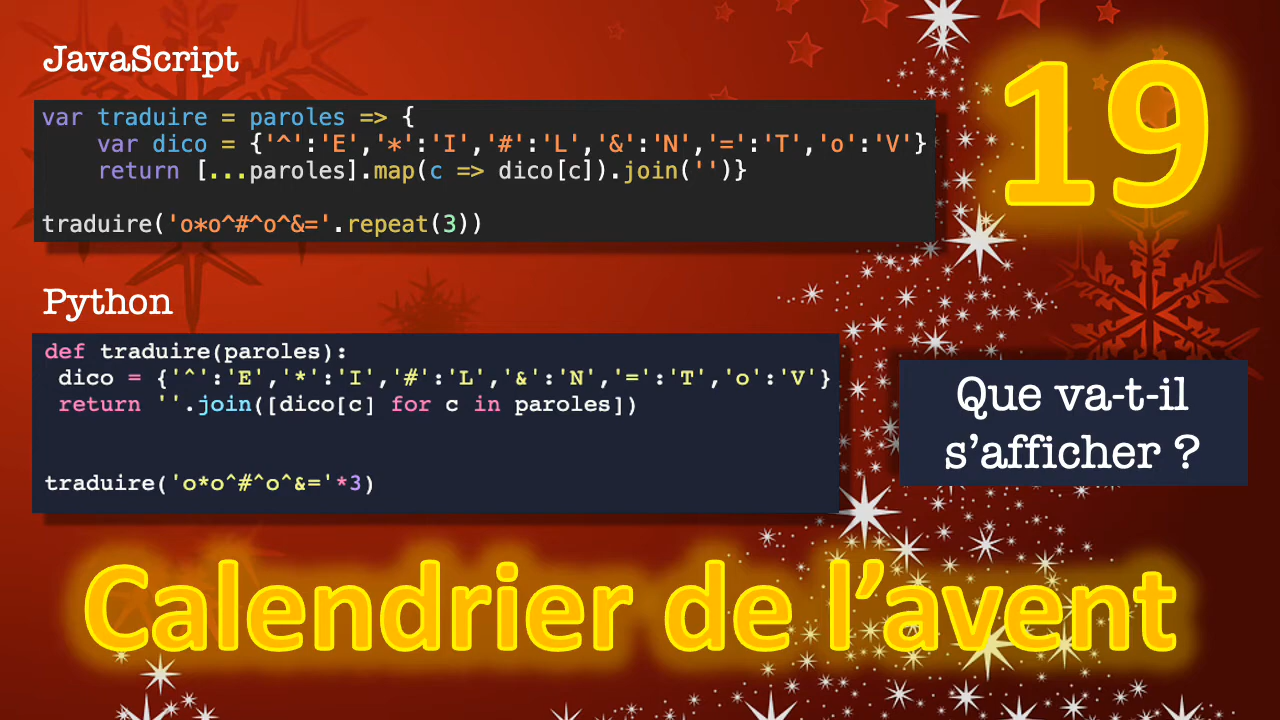 JavaScript
19
var traduire = paroles => {
    var dico = {'^':'E','*':'I','#':'L','&':'N','=':'T','o':'V'}
    return [...paroles].map(c => dico[c]).join('')}
traduire('o*o^#^o^&='.repeat(3))
Python
def traduire(paroles):
 dico = {'^':'E','*':'I','#':'L','&':'N','=':'T','o':'V'}
 return ''.join([dico[c] for c in paroles])
traduire('o*o^#^o^&='*3)
Que va-t-il
s’afficher ?
Calendrier de l’avent